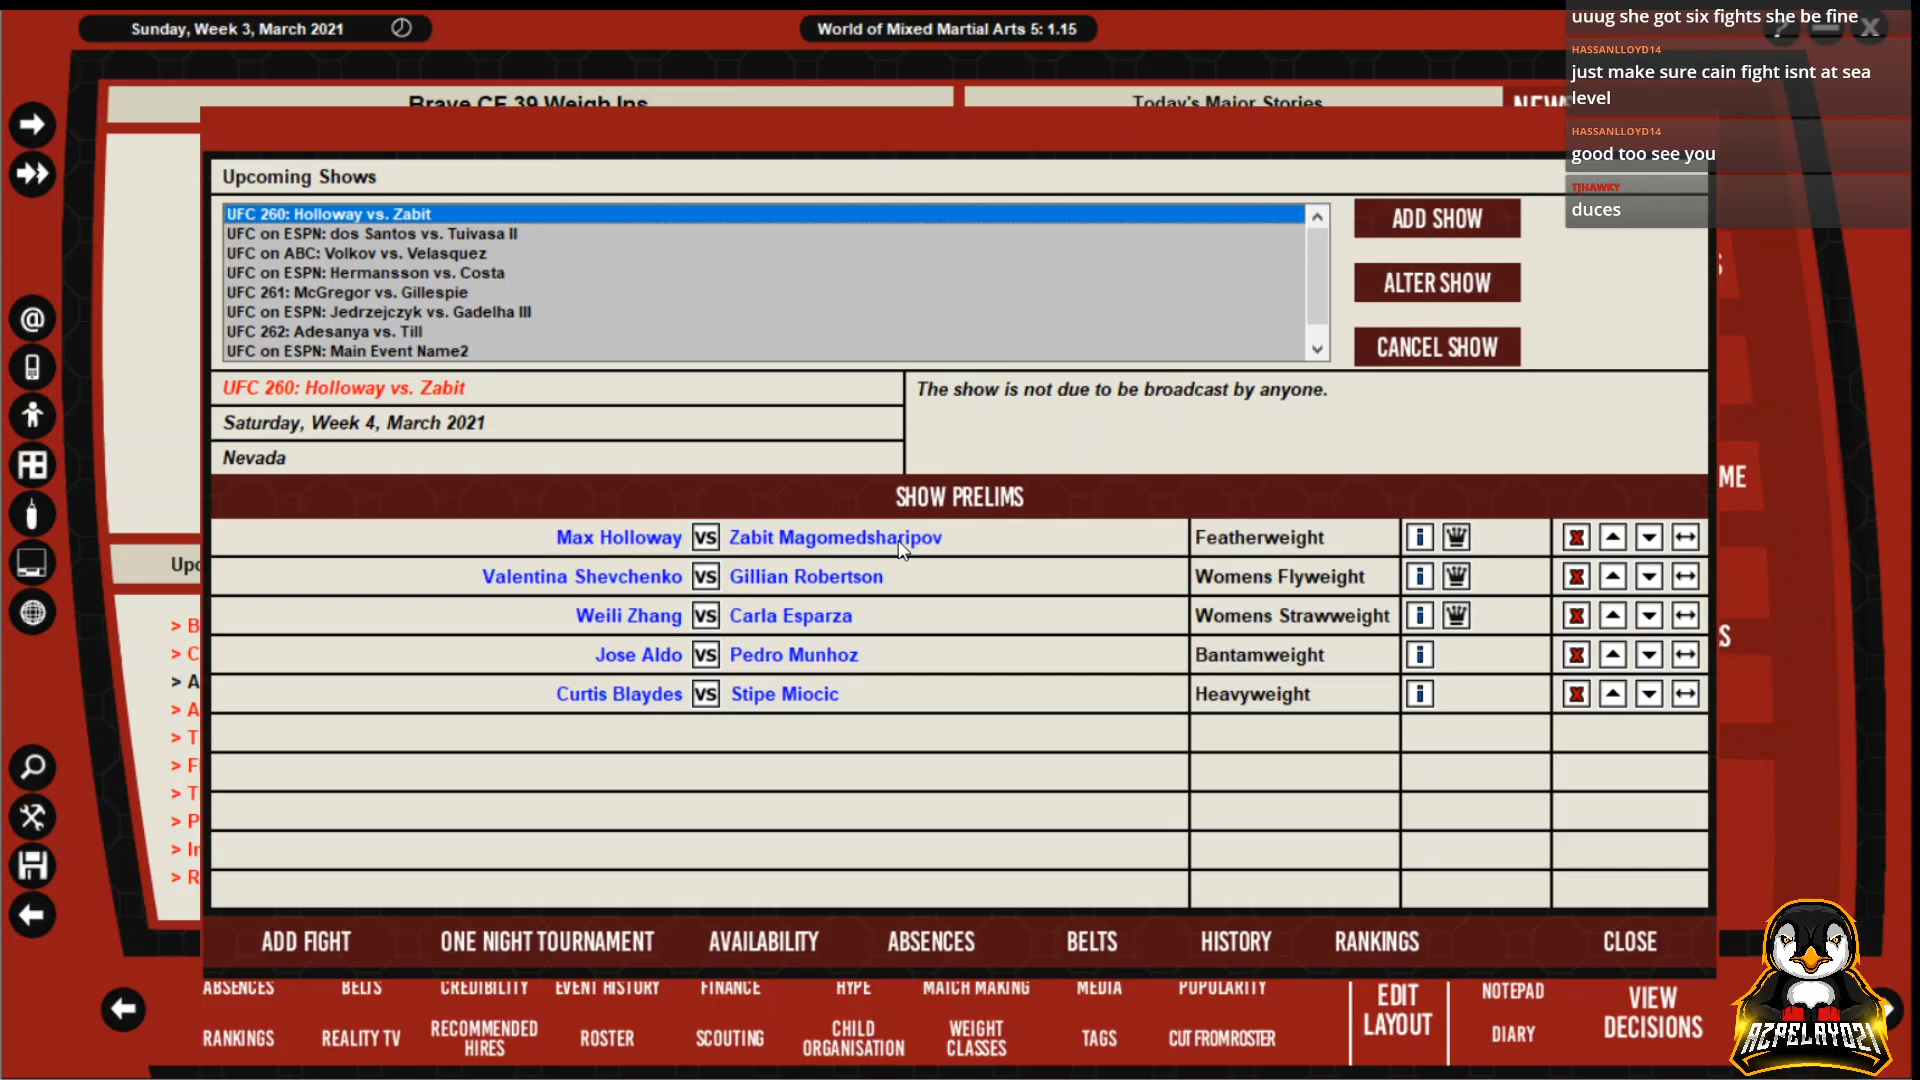 Sunday, Week 3, March 2021
World of Mixed Martial Arts 5: 1.15
uuug she got six fights she be fine
HASSANLLOYD14
just make sure cain fight isnt at sea
level
HASSANLLOYD14
good too see you
TJHAWKY
duces
Brave CF 39 Weigh Ins
Today's Major Stories
Upcoming Shows
UFC 260: Holloway vs. Zabit
UFC on ESPN: dos Santos vs. Tuivasa II
UFC on ABC: Volkov vs. Velasquez
UFC on ESPN: Hermansson vs. Costa
UFC 261: McGregor vs. Gillespie
UFC on ESPN: Jedrzejczyk vs. Gadelha III
UFC 262: Adesanya vs. Till
UFC on ESPN: Main Event Name2
ADD SHOW
ALTER SHOW
CANCEL SHOW
UFC 260: Holloway vs. Zabit
The show is not due to be broadcast by anyone.
Saturday, Week 4, March 2021
Nevada
SHOW PRELIMS
Max Holloway VS Zabit Magomedsharipov Featherweight i
Valentina Shevchenko VS Gillian Robertson Womens Flyweight i
Weili Zhang VS Carla Esparza Womens Strawweight i
Jose Aldo VS Pedro Munhoz Bantamweight i
Curtis Blaydes VS Stipe Miocic Heavyweight i
ADD FIGHT ONE NIGHT TOURNAMENT AVAILABILITY ABSENCES BELTS HISTORY RANKINGS CLOSE
ABSENCES BELTS CREDIBILITY EVENT HISTORY FINANCE HYPE MATCH MAKING MEDIA POPULARITY
RANKINGS REALITY TV RECOMMENDED HIRES ROSTER SCOUTING CHILD ORGANISATION WEIGHT CLASSES TAGS CUT FROM ROSTER
EDIT LAYOUT
NOTEPAD
DIARY
VIEW DECISIONS
AZPELAYO21